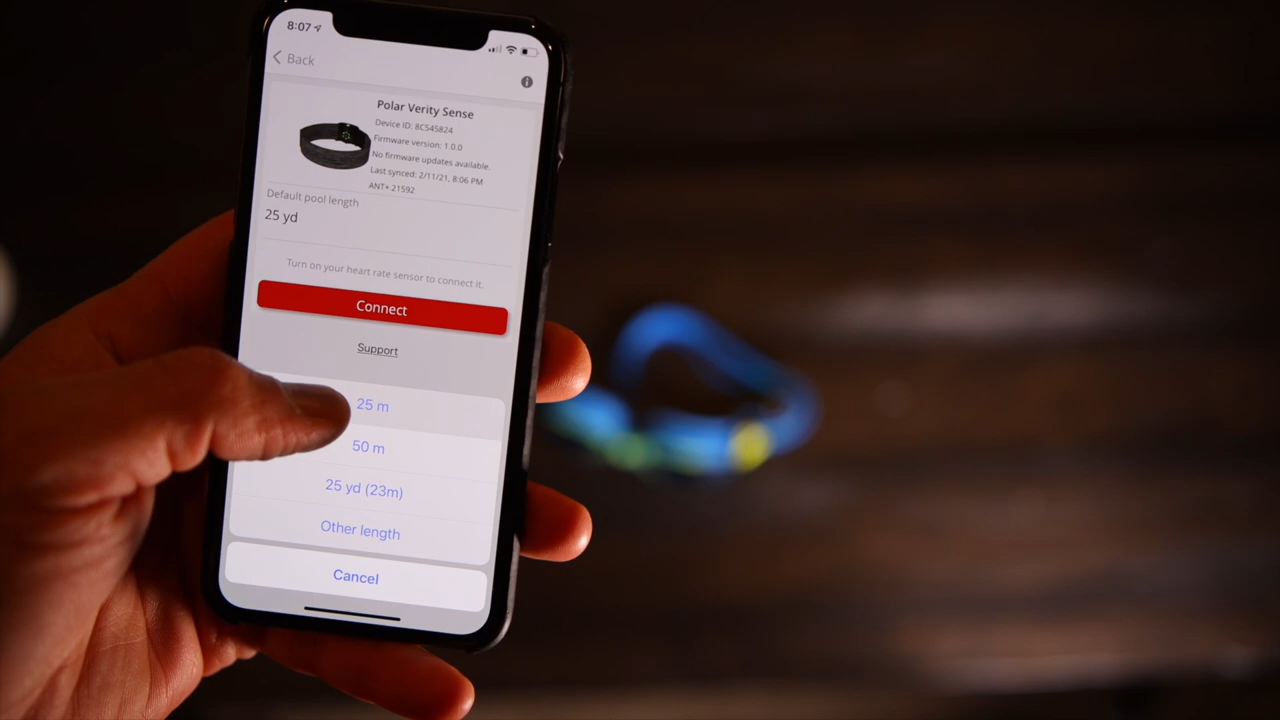 8:07
Back
Polar Verity Sense
Device ID: 8C545824
Firmware version: 1.0.0
No firmware updates available.
Last synced: 2/11/21, 8:06 PM
ANT+ 21592
Default pool length
25 yd
Turn on your heart rate sensor to connect it.
Connect
Support
25 m
50 m
25 yd (23m)
Other length
Cancel